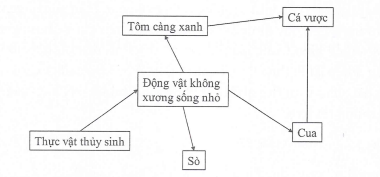 Tôm càng xanh
Cá vược
Động vật không
xương sống nhỏ
Thực vật thủy sinh
Cua
Sò